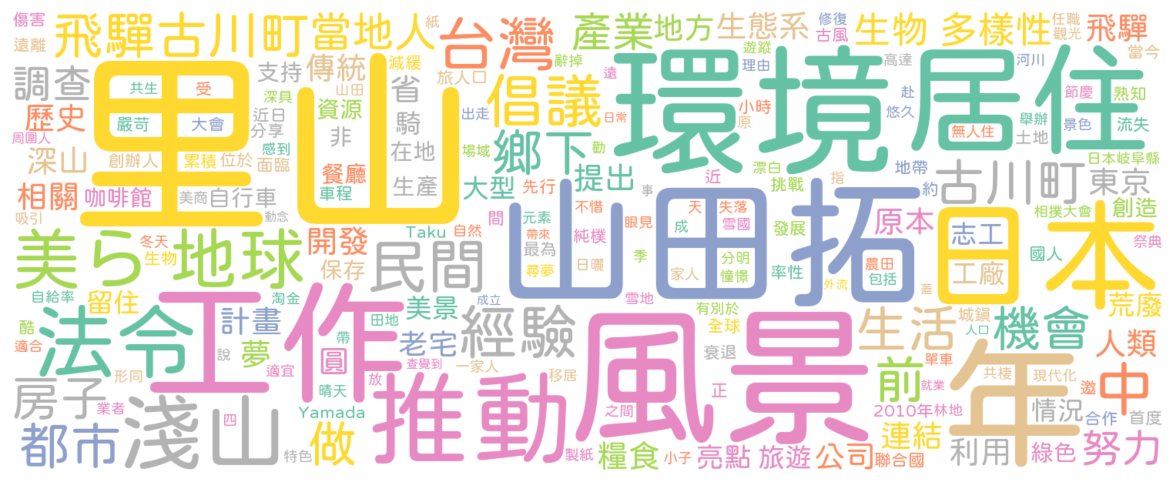 傷害
遠離
飛驒古川町
當地人
紙
台灣
產業
地方
生態系
修復
古風
生物
多樣性
任職
觀光
飛驒
當今
調查
里山
共生
受
嚴苛
大會
支持
傳統
減緩
山田
旅人
口
辭掉
遊蹤
理由
高達
河川
歷史
周圍人
深具
近日
分享
資源
省
倡議
遠
環境
居住
節慶
熟知
小時
原
赴
悠久
無人住
舉辦
土地
景色
流失
深山
創辦人
累積
位於
感到
面臨
非
騎
在地
出走
場域
日常
勸
鄉下
漂白
地帶
日本岐阜縣
相關
咖啡館
美商
自行車
餐廳
車程
生產
大型
提出
先行
近
挑戰
指
約
古川町
東京
吸引
動念
間
元素
帶來
不惜
純樸
事
眼見
天
失落
雪國
成
發展
原本
日本
志工
相撲大會
創造
美ら地球
冬天
生物
開發
保存
Taku
自然
民間
最為
尋夢
日曬
山田拓
季
家人
分明
憧憬
率性
農田
包括
工廠
國人
祭典
自給率
留住
淘金
工作
美景
成立
雪地
有別於
全球
外流
蓋
城鎮
荒廢
酷
適合
法令
計畫
圓
帶
田地
老宅
經驗
風景
生活
人口
機會
人類
形同
說
夢
適宜
查覺到
一家人
移居
衰退
單車
共棲
現代化
邀
中
房子
業者
淺山
晴天
放
推動
之間
正
前
就業
年
情況
合作
首度
都市
四
特色
Yamada
做
製紙
糧食
小子
亮點
旅遊
公司
2010年
林地
連結
聯合國
利用
綠色
努力